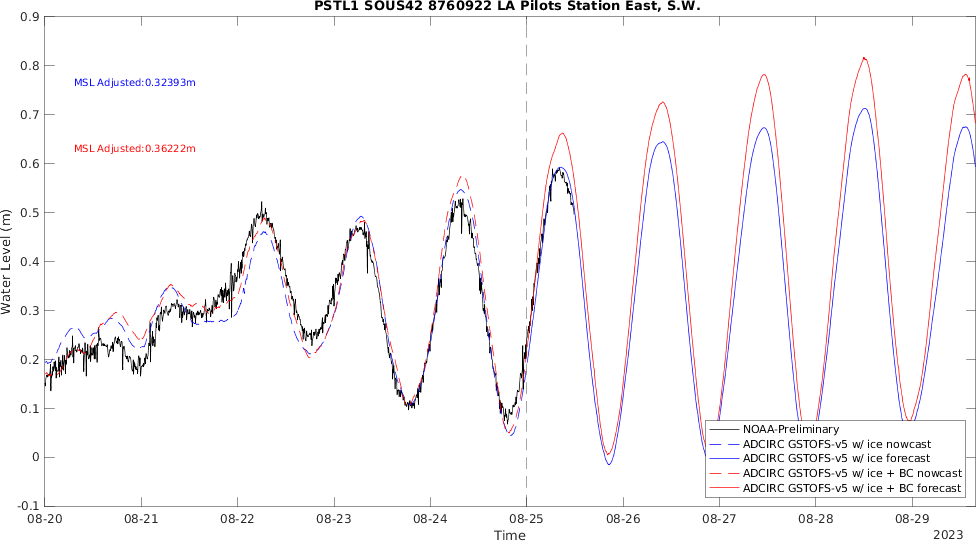 PSTL1 SOUS42 8760922 LA Pilots Station East, S.W.
0.9
0.8
0.7
0.6
0.5
0.4
0.3
0.2
0.1
0
-0.1
Water Level (m)
MSL Adjusted:0.32393m
MSL Adjusted:0.36222m
NOAA-Preliminary
ADCIRC GSTOFS-v5 w/ ice nowcast
ADCIRC GSTOFS-v5 w/ ice forecast
ADCIRC GSTOFS-v5 w/ ice + BC nowcast
ADCIRC GSTOFS-v5 w/ ice + BC forecast
08-20 08-21 08-22 08-23 08-24 08-25 08-26 08-27 08-28 08-29
Time
2023